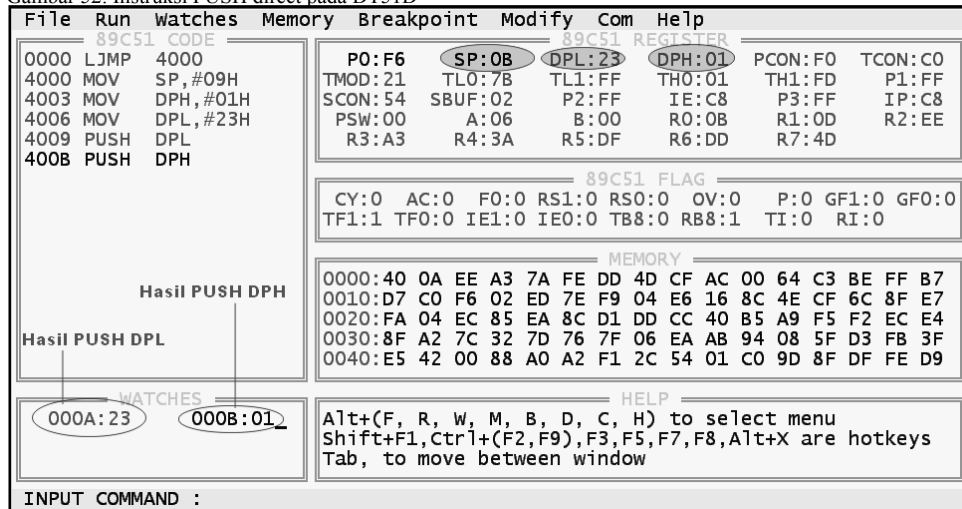 Gambar 32. Instruksi PUSH direct pada DT51D
File Run Watches Memory Breakpoint Modify Com Help
89C51 CODE
0000 LJMP 4000
4000 MOV SP,#09H
4003 MOV DPH,#01H
4006 MOV DPL,#23H
4009 PUSH DPL
400B PUSH DPH
Hasil PUSH DPH
Hasil PUSH DPL
WATCHES
000A:23 000B:01_
89C51 REGISTER
P0:F6 SP:0B DPL:23 DPH:01 PCON:F0 TCON:C0
TMOD:21 TL0:7B TL1:FF TH0:01 TH1:FD P1:FF
SCON:54 SBUF:02 P2:FF IE:C8 P3:FF IP:C8
PSW:00 A:06 B:00 R0:0B R1:0D R2:EE
R3:A3 R4:3A R5:DF R6:DD R7:4D
89C51 FLAG
CY:0 AC:0 F0:0 RS1:0 RS0:0 OV:0 P:0 GF1:0 GF0:0
TF1:1 TF0:0 IE1:0 IE0:0 TB8:0 RB8:1 TI:0 RI:0
MEMORY
0000:40 0A EE A3 7A FE DD 4D CF AC 00 64 C3 BE FF B7
0010:D7 C0 F6 02 ED 7E F9 04 E6 16 8C 4E CF 6C 8F E7
0020:FA 04 EC 85 EA 8C D1 DD CC 40 B5 A9 F5 F2 EC E4
0030:8F A2 7C 32 7D 76 7F 06 EA AB 94 08 5F D3 FB 3F
0040:E5 42 00 88 A0 A2 F1 2C 54 01 C0 9D 8F DF FE D9
HELP
Alt+(F, R, W, M, B, D, C, H) to select menu
Shift+F1,Ctrl+(F2,F9),F3,F5,F7,F8,Alt+X are hotkeys
Tab, to move between window
INPUT COMMAND :